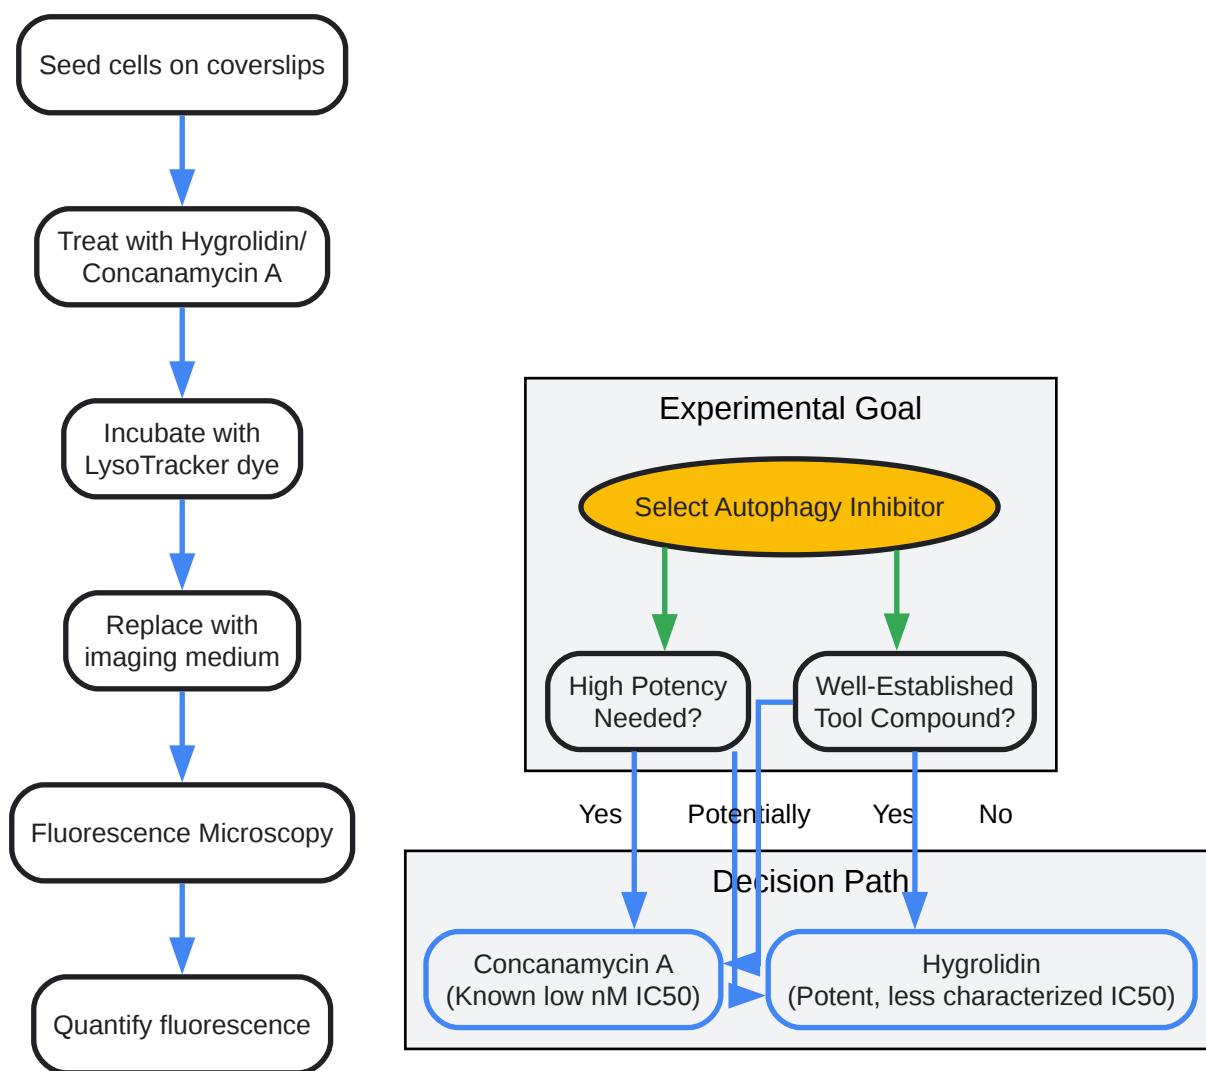 Seed cells on coverslips
Treat with Hygrolidin/
Concanamycin A
Incubate with
LysoTracker dye
Replace with
imaging medium
Fluorescence Microscopy
Quantify fluorescence
Experimental Goal
Select Autophagy Inhibitor
High Potency
Needed?
Well-Established
Tool Compound?
Yes
Potentially
Yes
No
Decision Path
Concanamycin A
(Known low nM IC50)
Hygrolidin
(Potent, less characterized IC50)